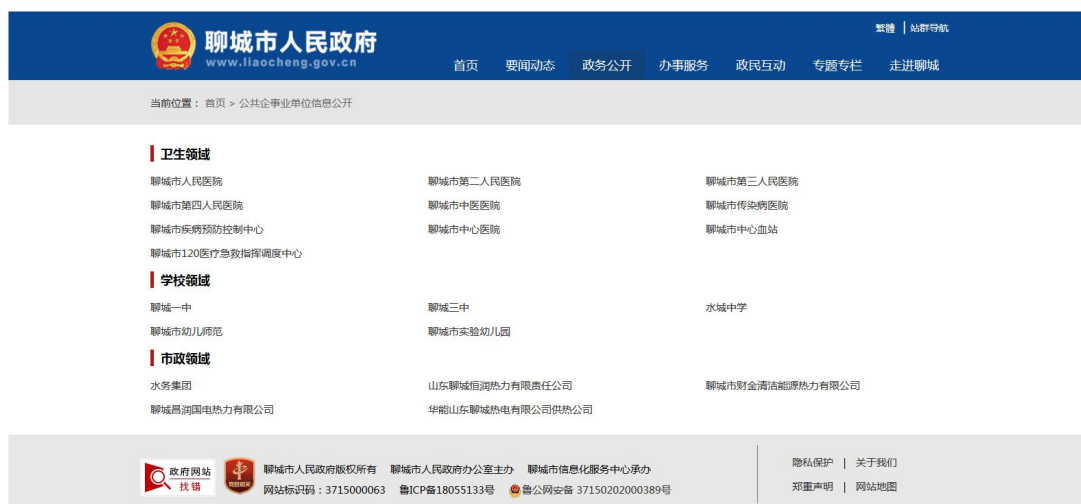 繁體 | 站群导航
聊城市人民政府
www.liaocheng.gov.cn
首页 要闻动态 政务公开 办事服务 政民互动 专题专栏 走进聊城
当前位置： 首页 > 公共企事业单位信息公开
卫生领域
聊城市人民医院 聊城市第二人民医院 聊城市第三人民医院
聊城市第四人民医院 聊城市中医医院 聊城市传染病医院
聊城市疾病预防控制中心 聊城市中心医院 聊城市中心血站
聊城市120医疗急救指挥调度中心
学校领域
聊城一中 聊城三中 水城中学
聊城市幼儿师范 聊城市实验幼儿园
市政领域
水务集团 山东聊城恒润热力有限责任公司 聊城市财金清洁能源热力有限公司
聊城昌润国电热力有限公司 华能山东聊城热电有限公司供热公司
政府网站
找错
聊城市人民政府版权所有 聊城市人民政府办公室主办 聊城市信息化服务中心承办
网站标识码：3715000063 鲁ICP备18055133号 鲁公网安备 37150202000389号
隐私保护 | 关于我们
郑重声明 | 网站地图